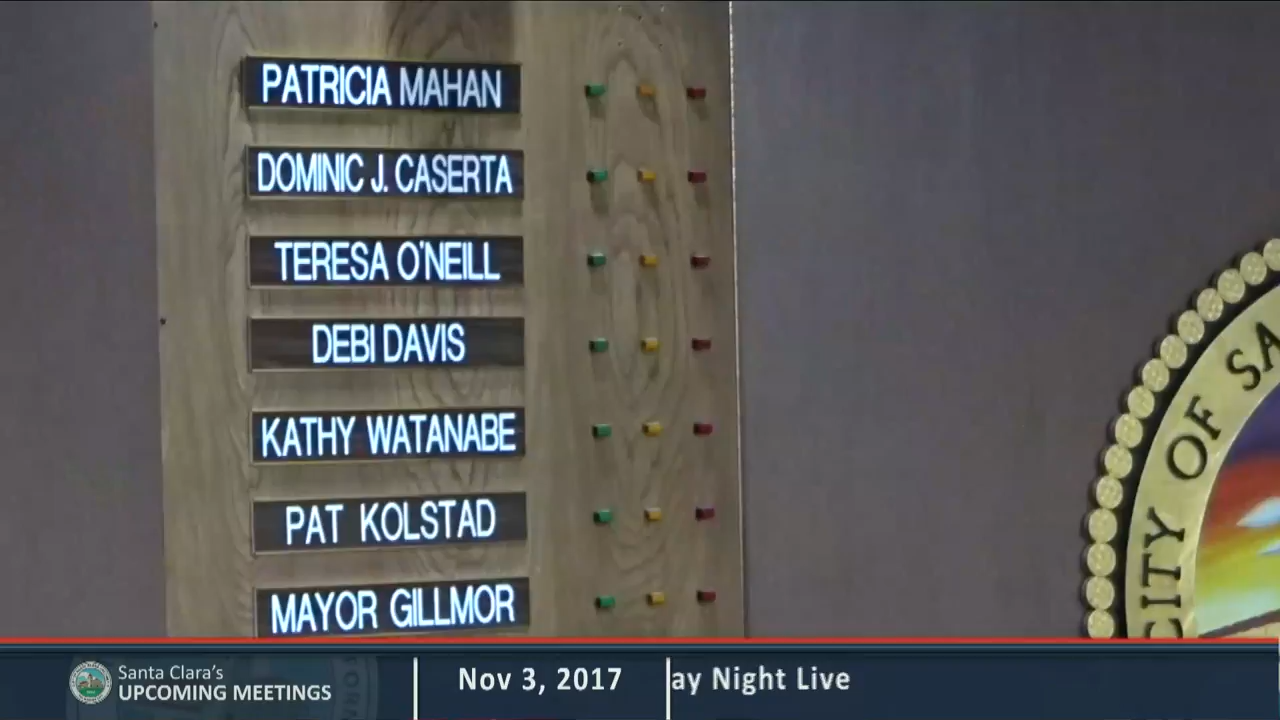 PATRICIA MAHAN
DOMINIC J. CASERTA
TERESA O'NEILL
DEBI DAVIS
KATHY WATANABE
PAT KOLSTAD
MAYOR GILLMOR
CITY OF SA
Santa Clara's
UPCOMING MEETINGS
Nov 3, 2017
ay Night Live